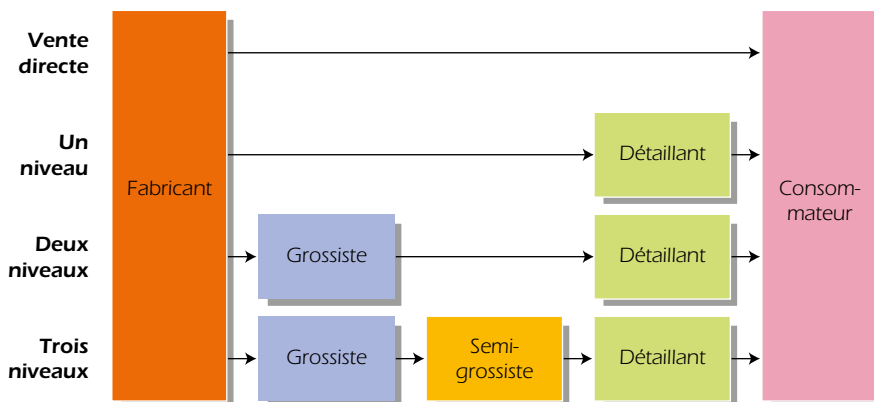 Vente
directe
Un
niveau
Détaillant
Fabricant
Consom-
mateur
Deux
niveaux
Grossiste
Détaillant
Trois
niveaux
Grossiste
Semi-
grossiste
Détaillant